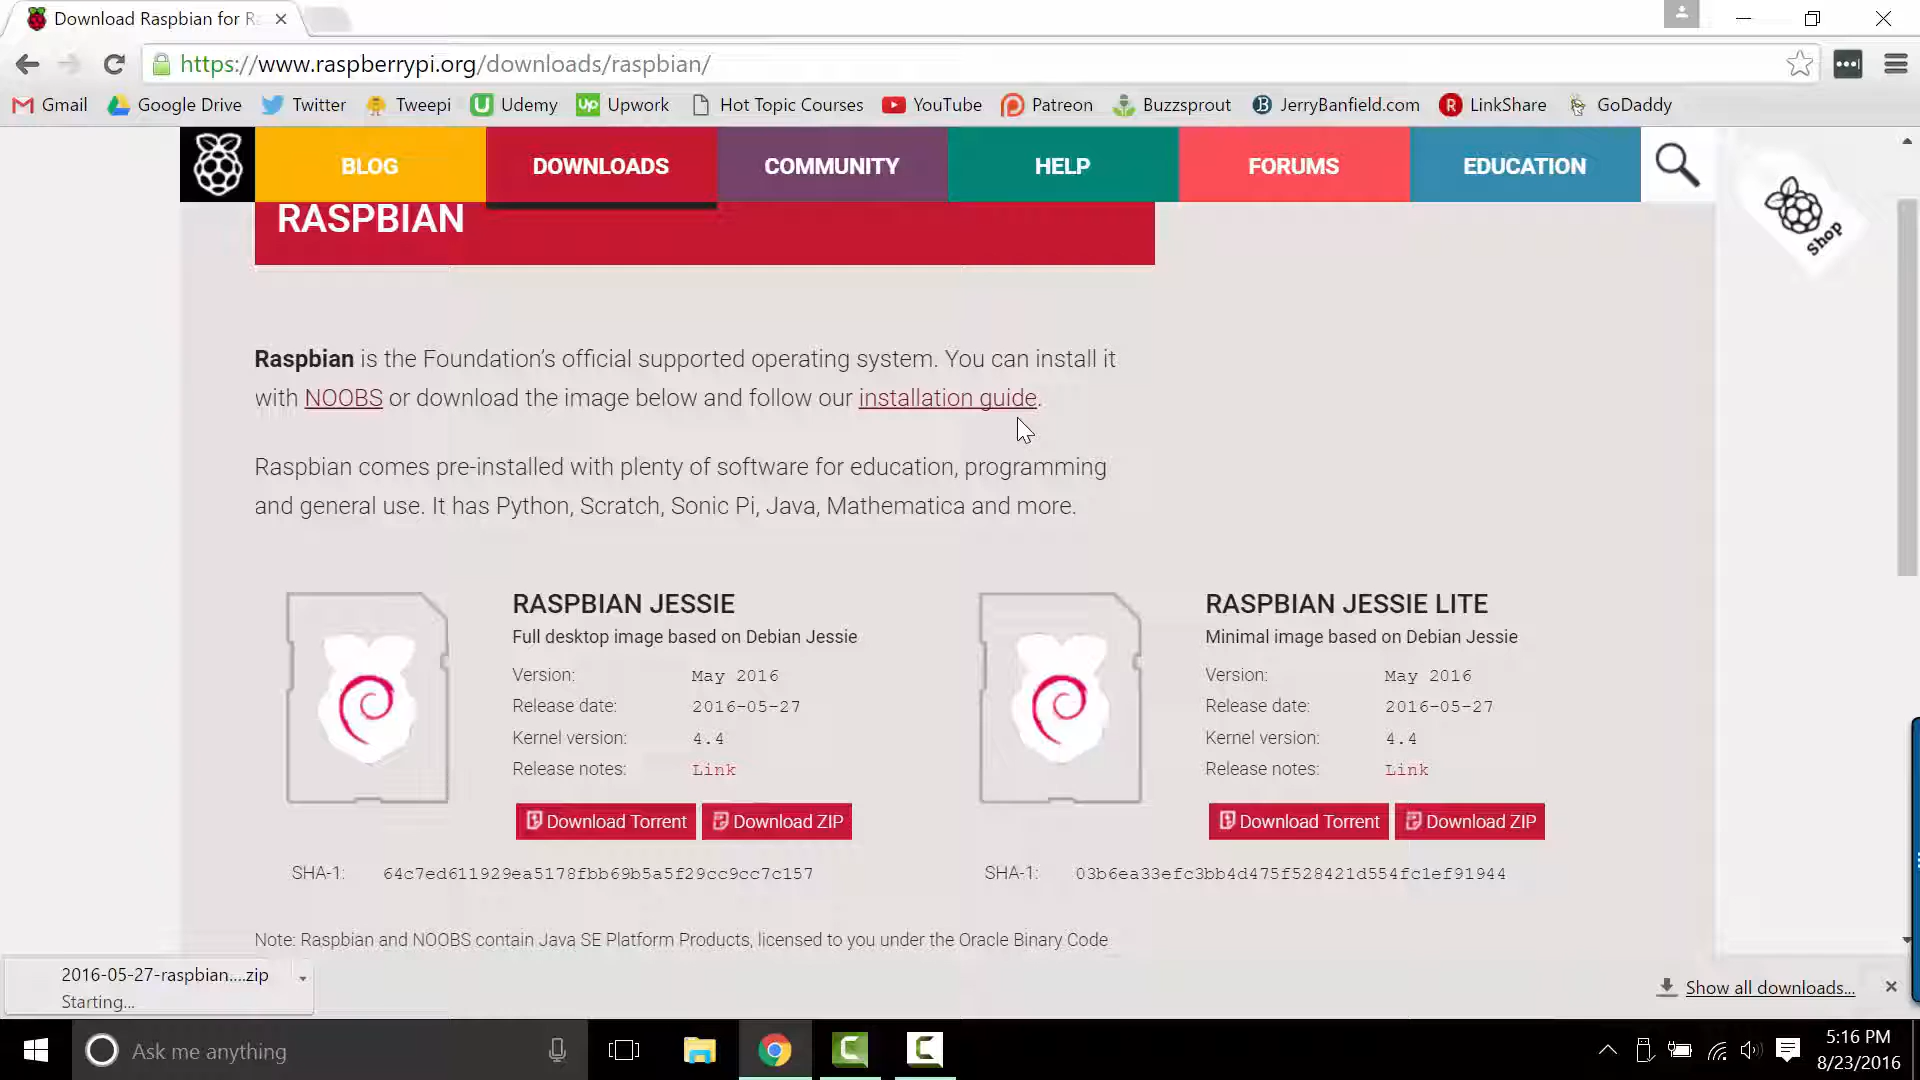 Download Raspbian for Ra
https://www.raspberrypi.org/downloads/raspbian/
Gmail Google Drive Twitter Tweepi Udemy Upwork Hot Topic Courses YouTube Patreon Buzzsprout JerryBanfield.com LinkShare GoDaddy
BLOG DOWNLOADS COMMUNITY HELP FORUMS EDUCATION
Shop
RASPBIAN
Raspbian is the Foundation's official supported operating system. You can install it
with NOOBS or download the image below and follow our installation guide.
Raspbian comes pre-installed with plenty of software for education, programming
and general use. It has Python, Scratch, Sonic Pi, Java, Mathematica and more.
RASPBIAN JESSIE
Full desktop image based on Debian Jessie
Version: May 2016
Release date: 2016-05-27
Kernel version: 4.4
Release notes: Link
Download Torrent Download ZIP
SHA-1: 64c7ed611929ea5178fbb69b5a5f29cc9cc7c157
RASPBIAN JESSIE LITE
Minimal image based on Debian Jessie
Version: May 2016
Release date: 2016-05-27
Kernel version: 4.4
Release notes: Link
Download Torrent Download ZIP
SHA-1: 03b6ea33efc3bb4d475f528421d554fc1ef91944
Note: Raspbian and NOOBS contain Java SE Platform Products, licensed to you under the Oracle Binary Code
2016-05-27-raspbian....zip
Starting...
Show all downloads...
Ask me anything
5:16 PM
8/23/2016